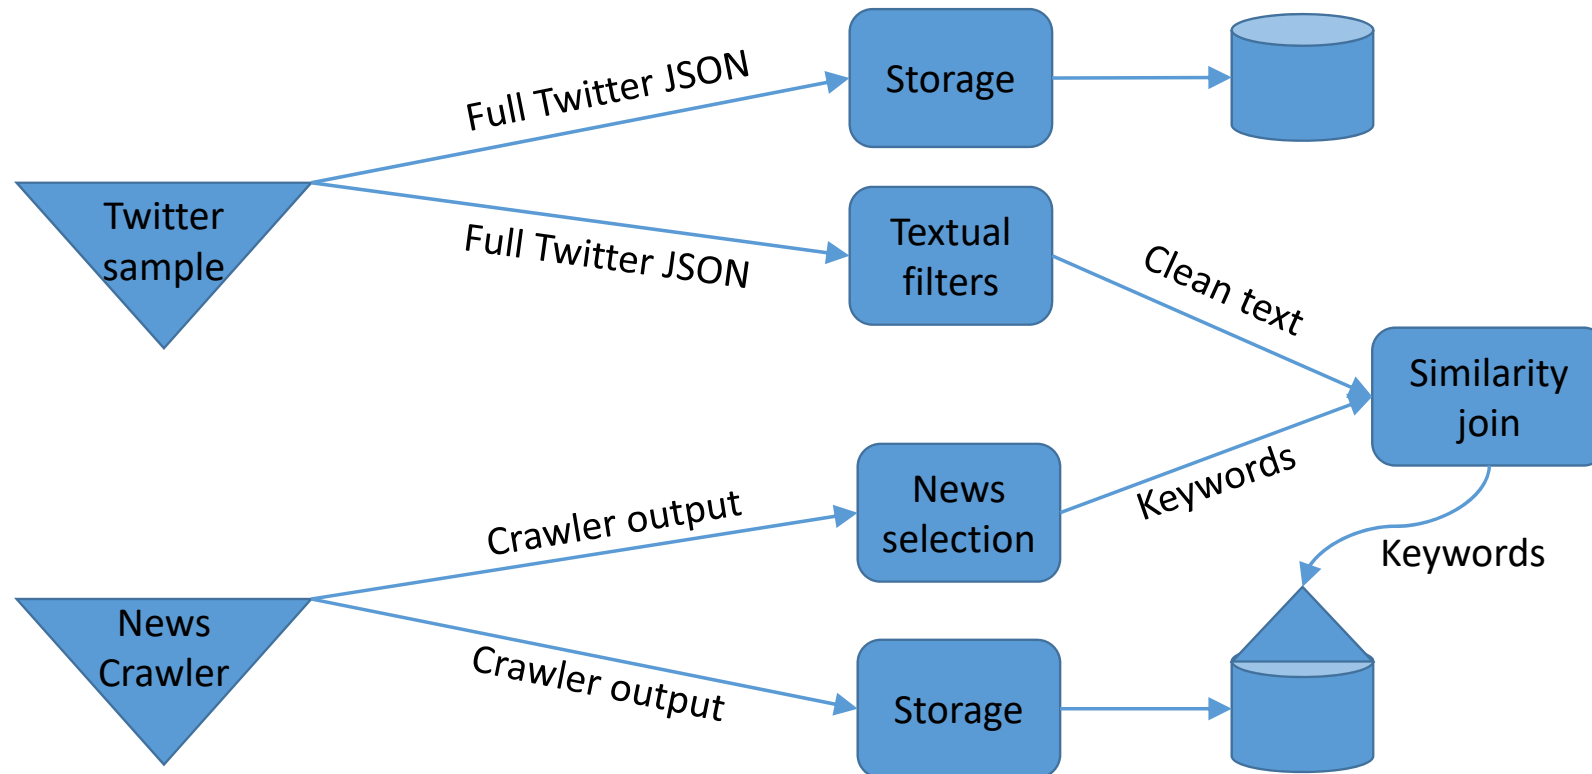 Full Twitter JSON
Storage
Twitter
sample
Full Twitter JSON
Textual
filters
Clean text
Similarity
join
News
selection
Keywords
Crawler output
Keywords
News
Crawler
Crawler output
Storage